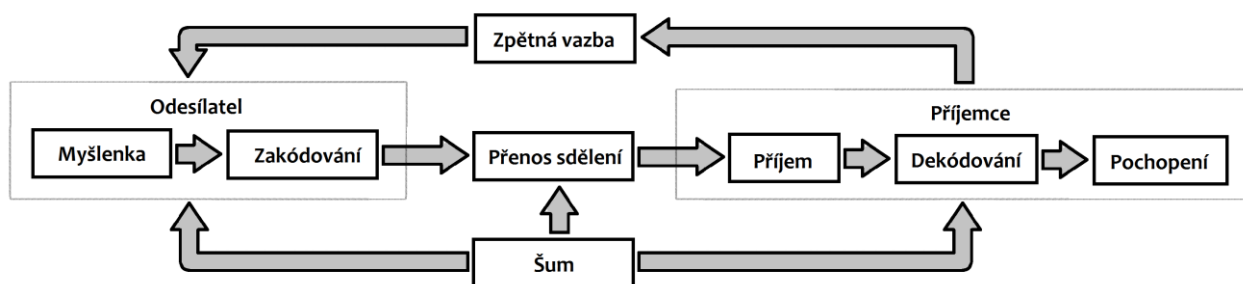 Zpětná vazba
Odesílatel
Příjemce
Myšlenka
Zakódování
Přenos sdělení
Příjem
Dekódování
Pochopení
Šum